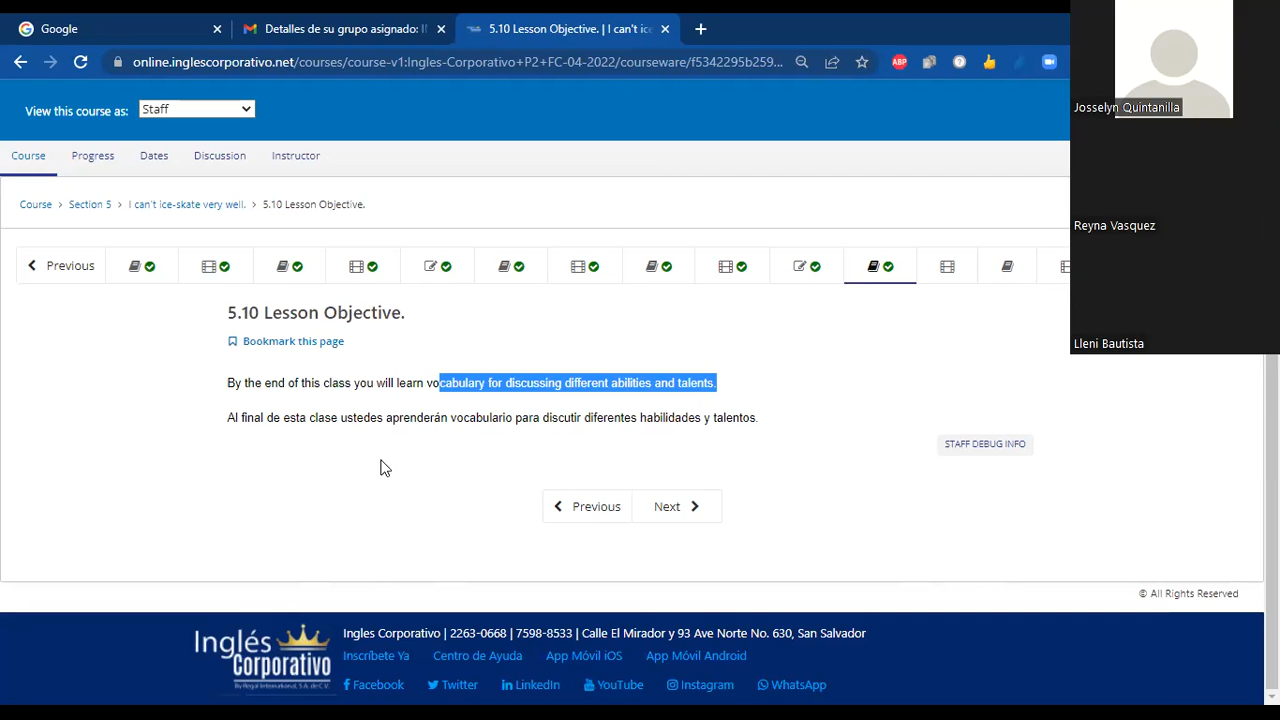 Google
Detalles de su grupo asignado: I
5.10 Lesson Objective. | I can't ice
online.inglescorporativo.net/courses/course-v1:Ingles-Corporativo+P2+FC-04-2022/courseware/f5342295b259...
ABP
View this course as: Staff
Course Progress Dates Discussion Instructor
Course > Section 5 > I can't ice-skate very well. > 5.10 Lesson Objective.
Previous
5.10 Lesson Objective.
Bookmark this page
By the end of this class you will learn vocabulary for discussing different abilities and talents.
Al final de esta clase ustedes aprenderán vocabulario para discutir diferentes habilidades y talentos.
STAFF DEBUG INFO
Previous Next
© All Rights Reserved
Inglés Corporativo
By Regal International, S.A. de C.V.
Ingles Corporativo | 2263-0668 | 7598-8533 | Calle El Mirador y 93 Ave Norte No. 630, San Salvador
Inscríbete Ya Centro de Ayuda App Móvil iOS App Móvil Android
Facebook Twitter LinkedIn YouTube Instagram WhatsApp
Josselyn Quintanilla
Reyna Vasquez
Lleni Bautista